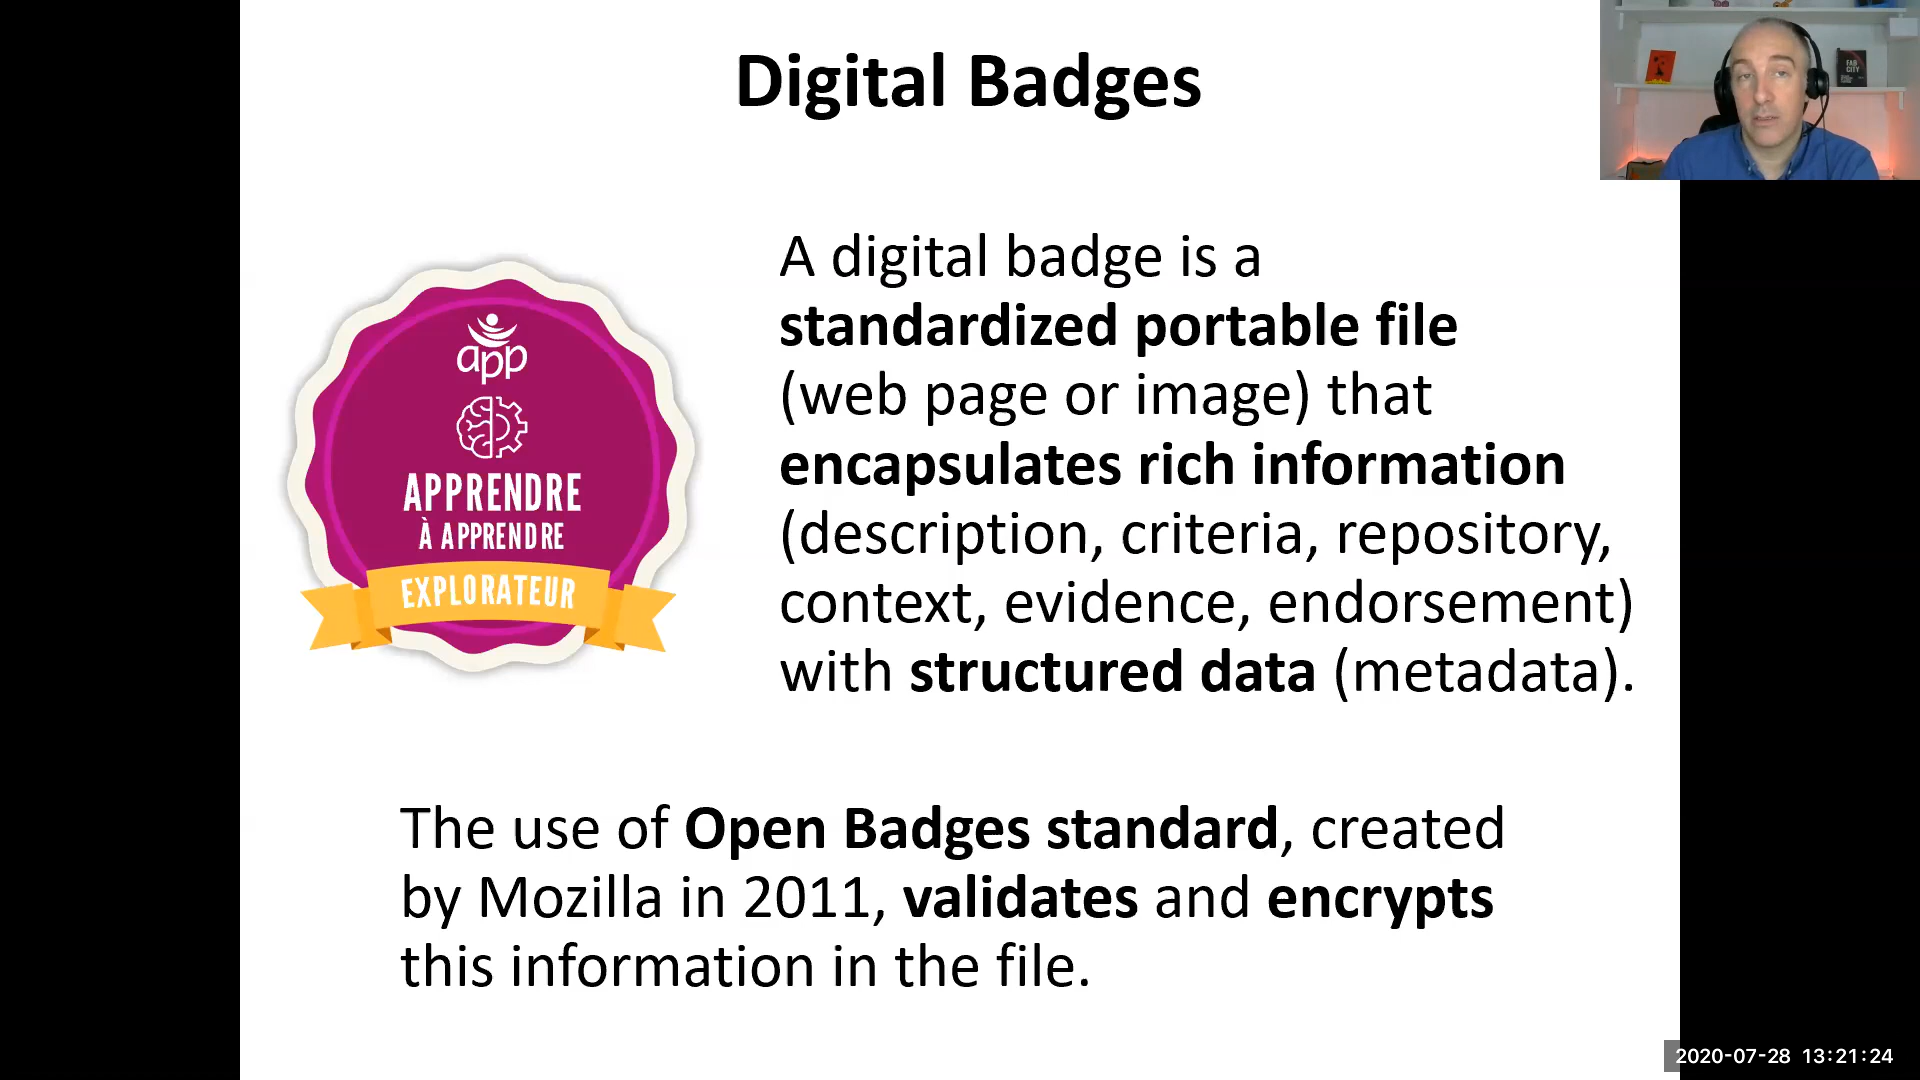 Digital Badges
FAB
CITY
app
APPRENDRE
À APPRENDRE
EXPLORATEUR
A digital badge is a
standardized portable file
(web page or image) that
encapsulates rich information
(description, criteria, repository,
context, evidence, endorsement)
with structured data (metadata).
The use of Open Badges standard, created
by Mozilla in 2011, validates and encrypts
this information in the file.
2020-07-28 13:21:24